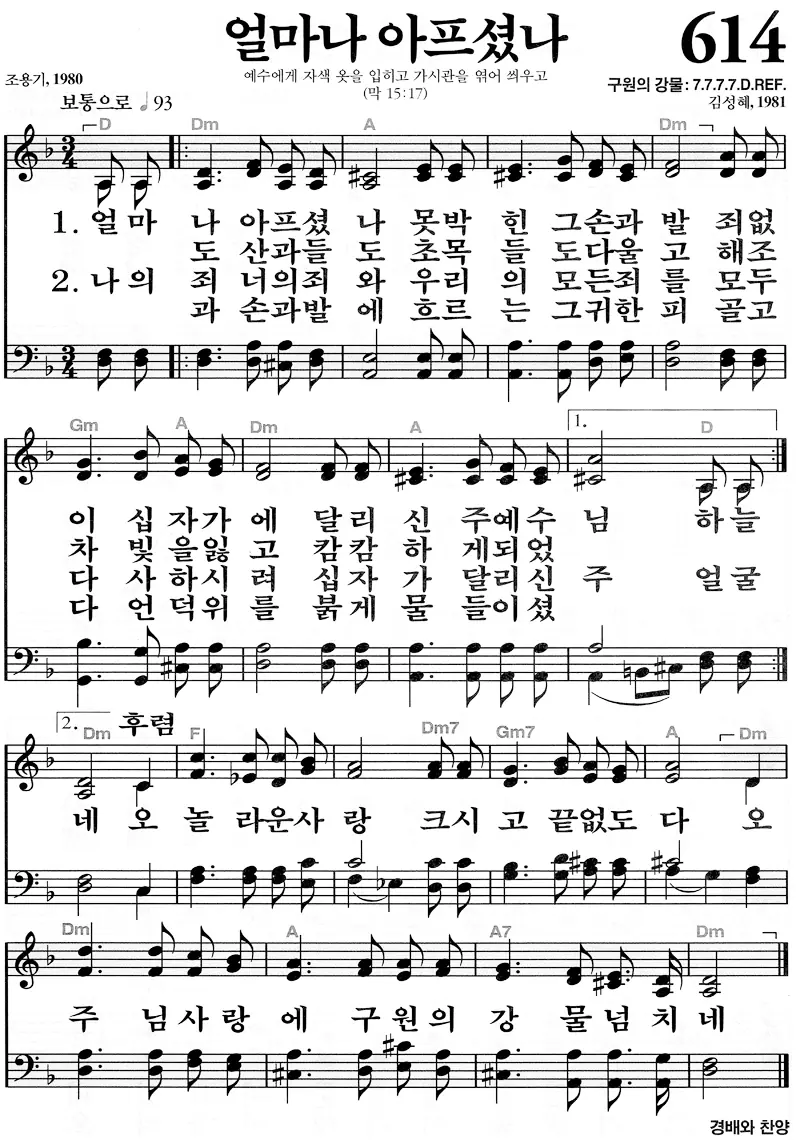 얼마나 아프셨나
614
조용기, 1980
예수에게 자색 옷을 입히고 가시관을 엮어 씌우고
(막 15:17)
구원의 강물: 7.7.7.7.D.REF.
김성혜, 1981
보통으로 ♩93
D Dm A Dm
1. 얼 마 나 아프셨 나 못박 힌 그손과 발 죄없
도 산과들 도 초목 들 도다울 고 해조
2. 나의 죄 너의죄 와 우리 의 모든죄 를 모두
과 손과발 에 흐르 는 그귀한 피 골고
Gm A Dm A 1. D
이 십 자가 에 달리 신 주예수 님 하늘
차 빛 을잃 고 캄캄 하 게되 었
다 사 하시 려 십자 가 달리신 주 얼굴
다 언 덕위 를 붉게 물 들이 셨
2. Dm 후렴 F Dm7 Gm7 A Dm
네 오 놀 라운사 랑 크시 고 끝없도 다 오
Dm A A7 Dm
주 님사랑 에 구원의 강 물넘 치 네
경배와 찬양